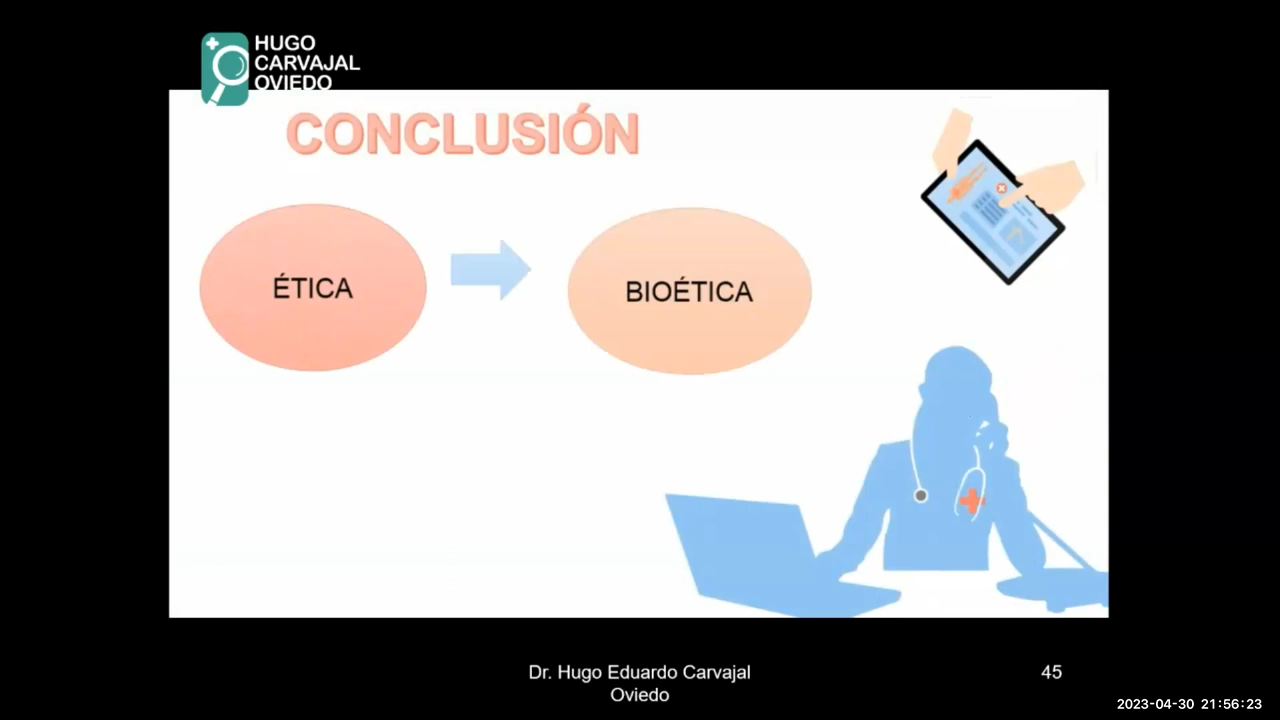 HUGO
CARVAJAL
OVIEDO
CONCLUSIÓN
ÉTICA
BIOÉTICA
Dr. Hugo Eduardo Carvajal
Oviedo
45
2023-04-30 21:56:23